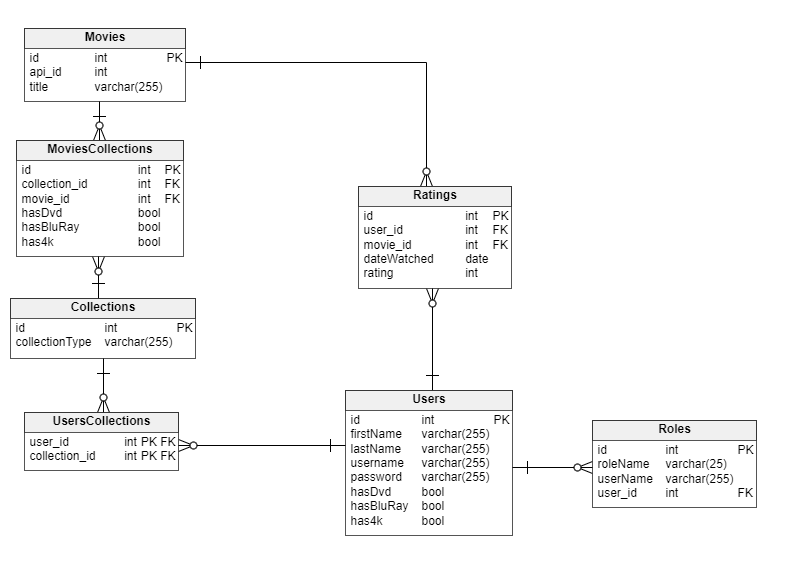 Movies
id int PK
api_id int
title varchar(255)
MoviesCollections
id int PK
collection_id int FK
movie_id int FK
hasDvd bool
hasBluRay bool
has4k bool
Ratings
id int PK
user_id int FK
movie_id int FK
dateWatched date
rating int
Collections
id int PK
collectionType varchar(255)
UsersCollections
user_id int PK FK
collection_id int PK FK
Users
id int PK
firstName varchar(255)
lastName varchar(255)
username varchar(255)
password varchar(255)
hasDvd bool
hasBluRay bool
has4k bool
Roles
id int PK
roleName varchar(25)
userName varchar(255)
user_id int FK